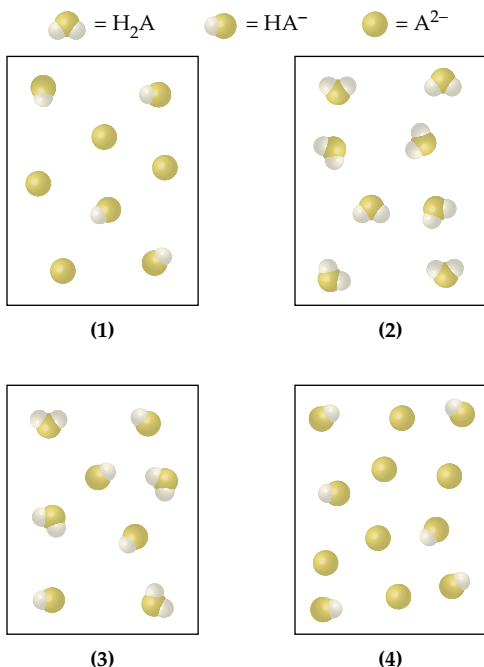 = H₂A = HA⁻ = A²⁻
(1) (2)
(3) (4)